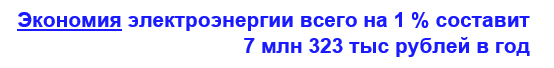 Экономия электроэнергии всего на 1 % составит
7 млн 323 тыс рублей в год